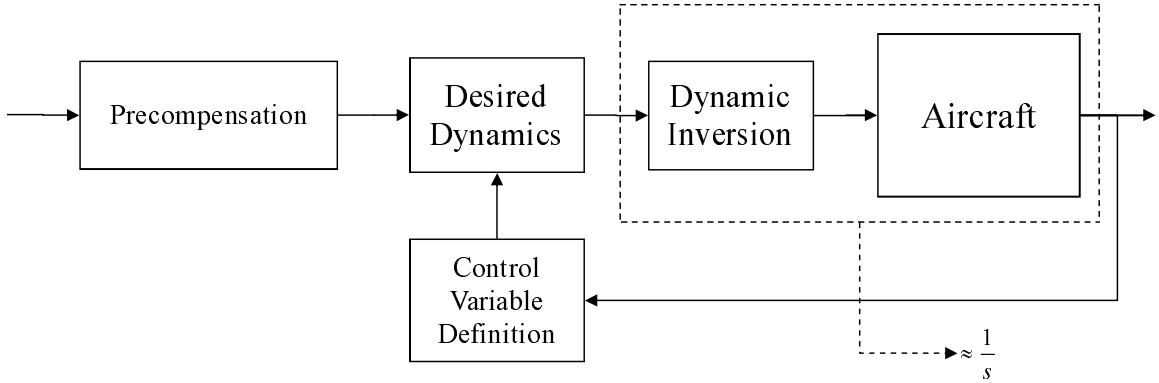 Precompensation
Desired
Dynamics
Dynamic
Inversion
Aircraft
Control
Variable
Definition
≈ 1/s